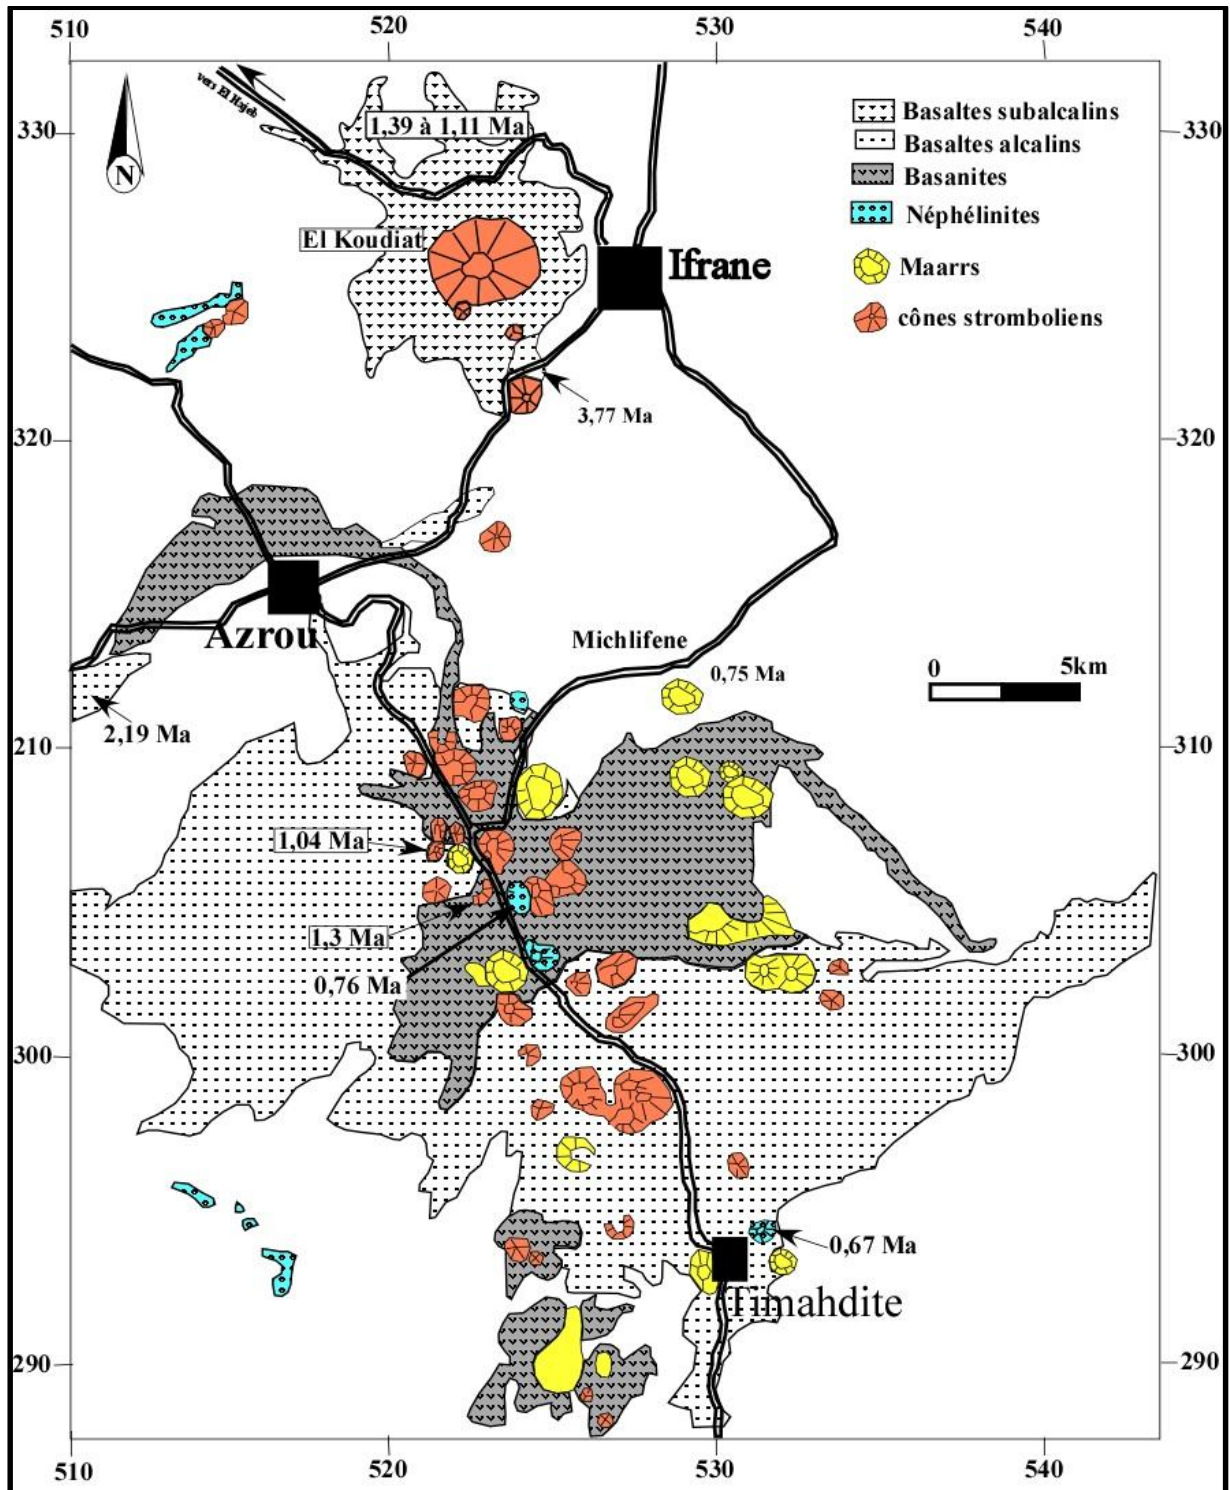 510
520
530
540
vers El Hajeb
330
1,39 à 1,11 Ma
Basaltes subalcalins
Basaltes alcalins
Basanites
Néphélinites
Maarrs
cônes stromboliens
330
N
El Koudiat
Ifrane
3,77 Ma
320
320
Azrou
Michlifene
0,75 Ma
0
5km
2,19 Ma
210
310
1,04 Ma
1,3 Ma
0,76 Ma
300
300
0,67 Ma
Timahdite
290
290
510
520
530
540